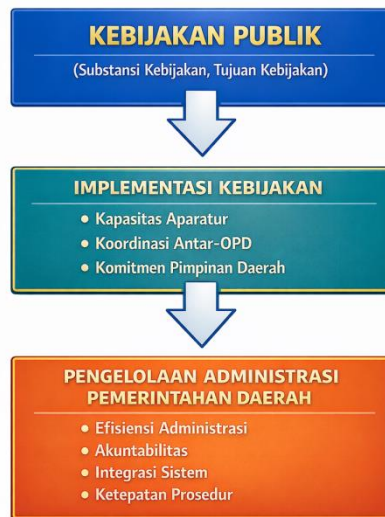 KEBIJAKAN PUBLIK
(Substansi Kebijakan, Tujuan Kebijakan)
IMPLEMENTASI KEBIJAKAN
• Kapasitas Aparatur
• Koordinasi Antar-OPD
• Komitmen Pimpinan Daerah
PENGELOLAAN ADMINISTRASI
PEMERINTAHAN DAERAH
• Efisiensi Administrasi
• Akuntabilitas
• Integrasi Sistem
• Ketepatan Prosedur